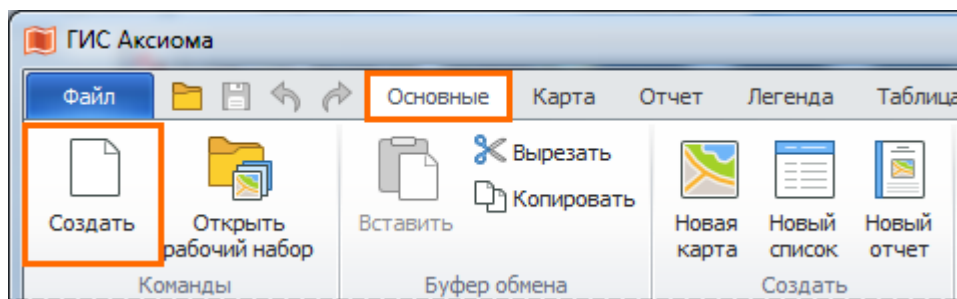 ГИС Аксиома
Файл Основные Карта Отчет Легенда Таблица
Создать
Открыть
рабочий набор
Команды
Вставить
Вырезать
Копировать
Буфер обмена
Новая
карта
Новый
список
Новый
отчет
Создать